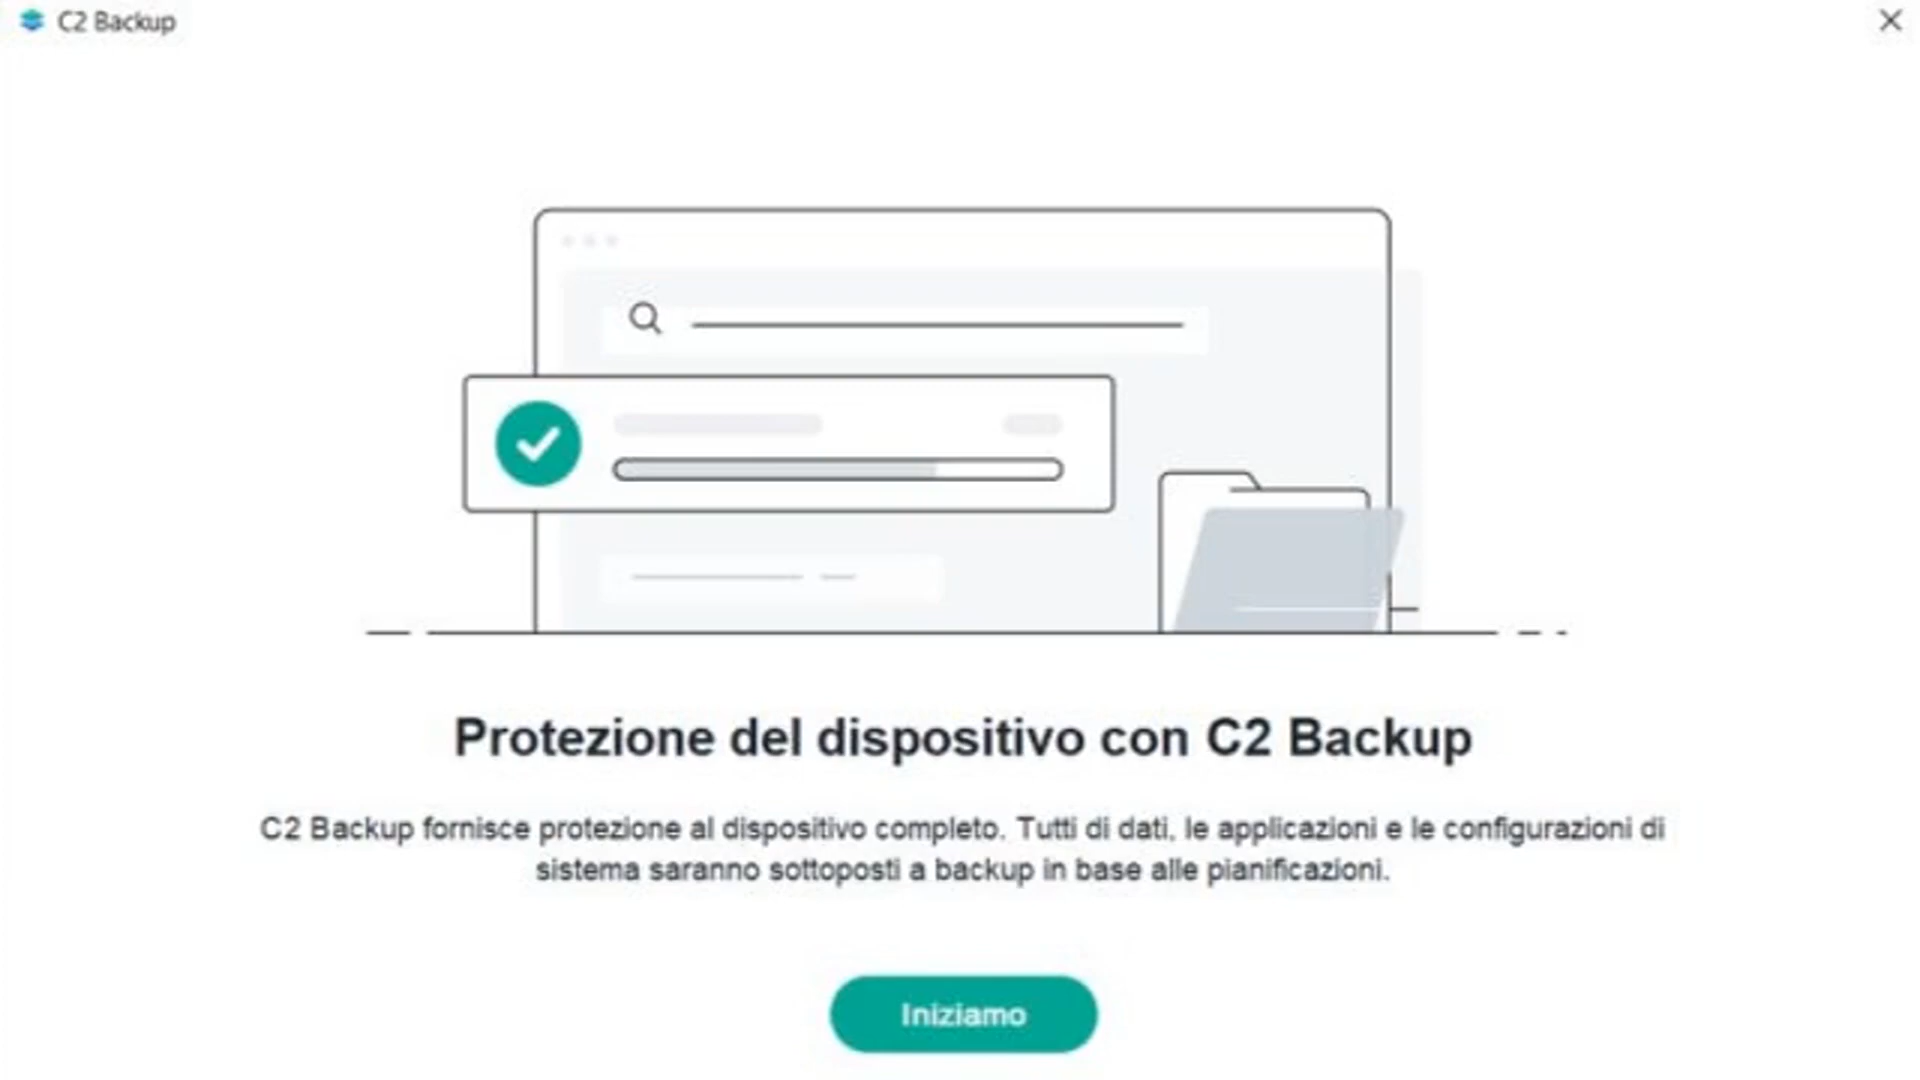 C2 Backup
Protezione del dispositivo con C2 Backup
C2 Backup fornisce protezione al dispositivo completo. Tutti di dati, le applicazioni e le configurazioni di
sistema saranno sottoposti a backup in base alle pianificazioni.
Iniziamo